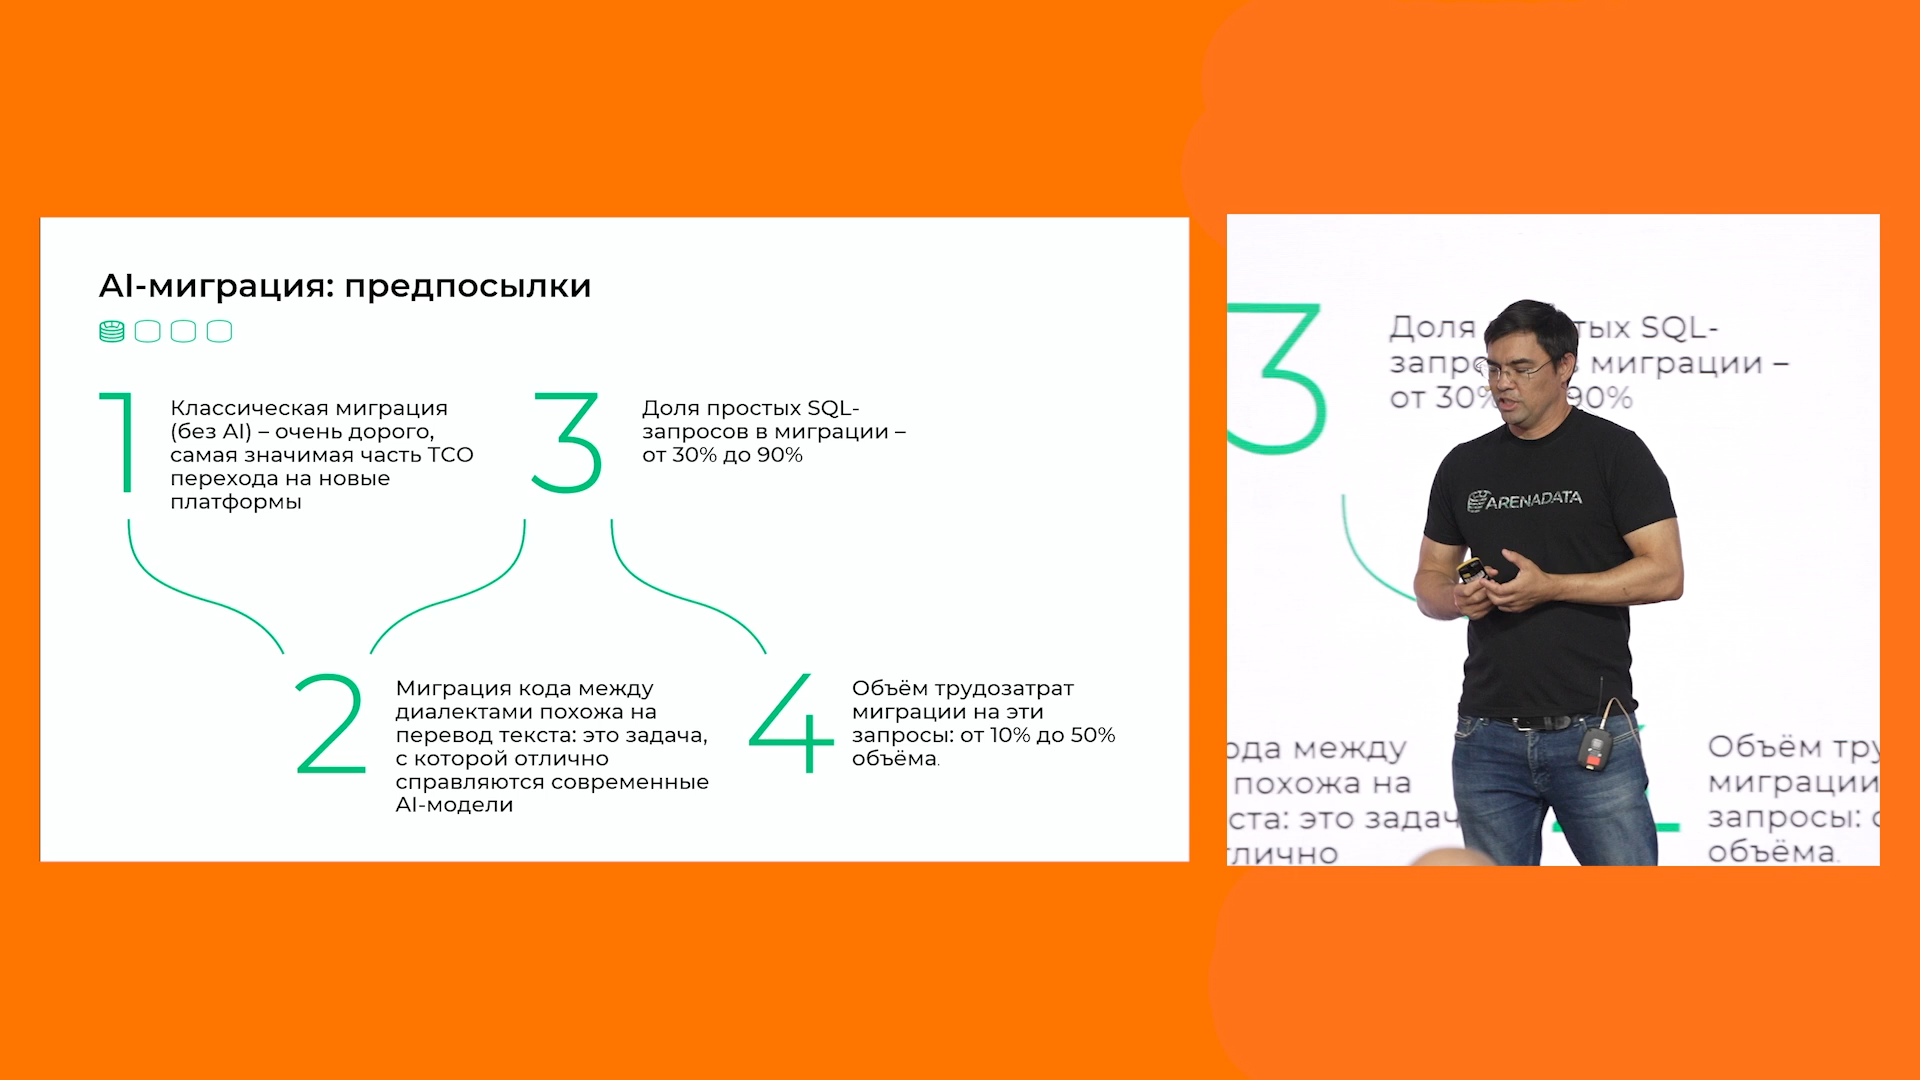 AI-миграция: предпосылки
1
Классическая миграция
(без AI) – очень дорого,
самая значимая часть TCO
перехода на новые
платформы
3
Доля простых SQL-
запросов в миграции –
от 30% до 90%
2
Миграция кода между
диалектами похожа на
перевод текста: это задача,
с которой отлично
справляются современные
AI-модели
4
Объём трудозатрат
миграции на эти
запросы: от 10% до 50%
объёма.
3
Доля тых SQL-
запро миграции –
от 30% 90%
ARENADATA
ода между
похожа на
ста: это задач
тлично
Объём тру
миграции
запросы:
объёма.